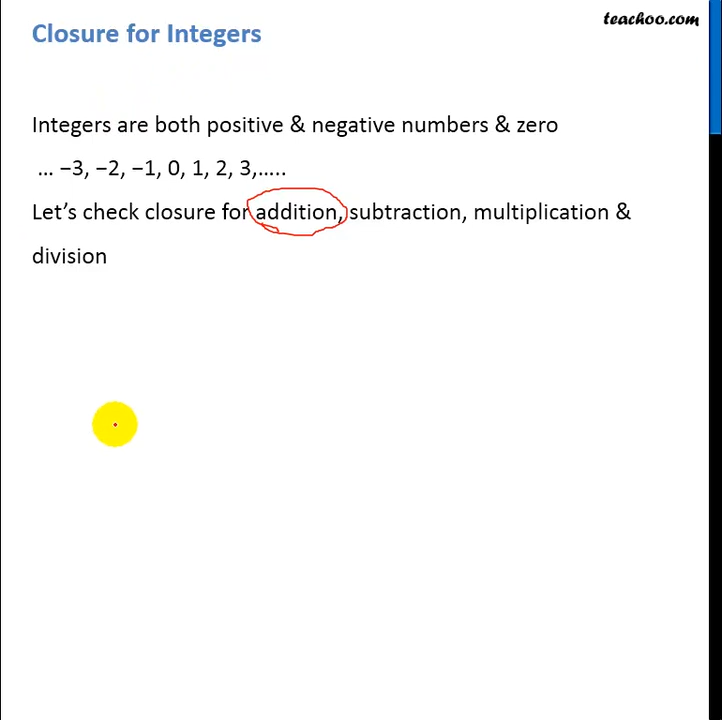 teachoo.com
Closure for Integers
Integers are both positive & negative numbers & zero
... −3, −2, −1, 0, 1, 2, 3,.....
Let’s check closure for addition, subtraction, multiplication &
division